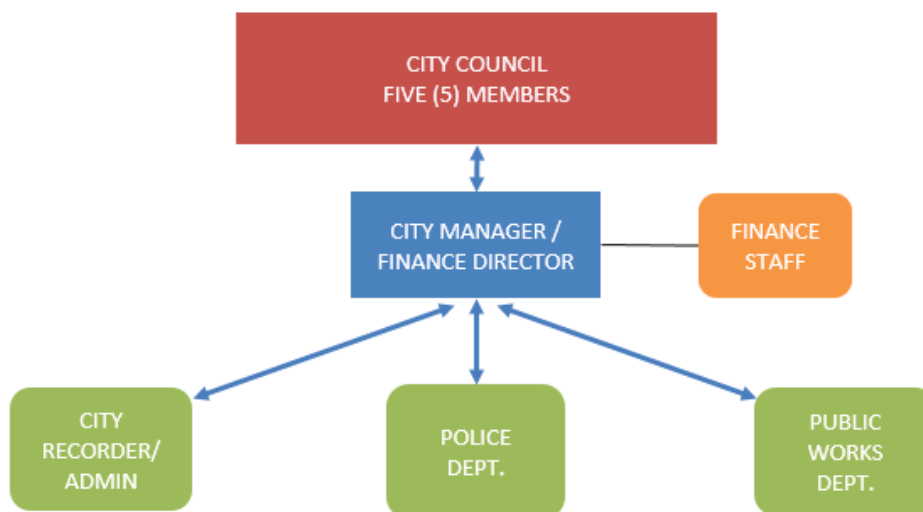 CITY COUNCIL
FIVE (5) MEMBERS
CITY MANAGER /
FINANCE DIRECTOR
FINANCE
STAFF
CITY
RECORDER/
ADMIN
POLICE
DEPT.
PUBLIC
WORKS
DEPT.